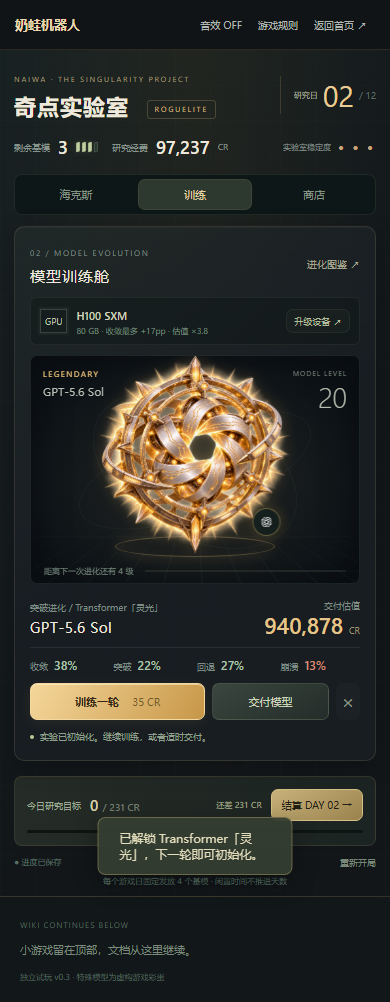 奶蛙机器人 音效 OFF 游戏规则 返回首页 ↗
NAIWA · THE SINGULARITY PROJECT
奇点实验室 ROGUELITE
研究日 02 / 12
剩余基模 3 研究经费 97,237 CR 实验室稳定度
海克斯 训练 商店
02 / MODEL EVOLUTION
模型训练舱
进化图鉴 ↗
GPU H100 SXM
80 GB · 收敛最多 +17pp · 估值 ×3.8
升级设备 ↗
LEGENDARY
GPT-5.6 Sol
MODEL LEVEL
20
距离下一次进化还有 4 级
突破进化 / Transformer「灵光」
GPT-5.6 Sol
交付估值
940,878 CR
收敛 38% 突破 22% 回退 27% 崩溃 13%
训练一轮 35 CR 交付模型 ×
实验已初始化。继续训练，或者适时交付。
今日研究目标 0 / 231 CR 还差 231 CR 结算 DAY 02 →
已解锁 Transformer「灵
光」，下一轮即可初始化。
进度已保存 重新开局
每个游戏日固定发放 4 个基模 · 闲置时间不推进天数
WIKI CONTINUES BELOW
小游戏留在顶部，文档从这里继续。
独立试玩 v0.3 · 特殊模型为虚构游戏彩蛋